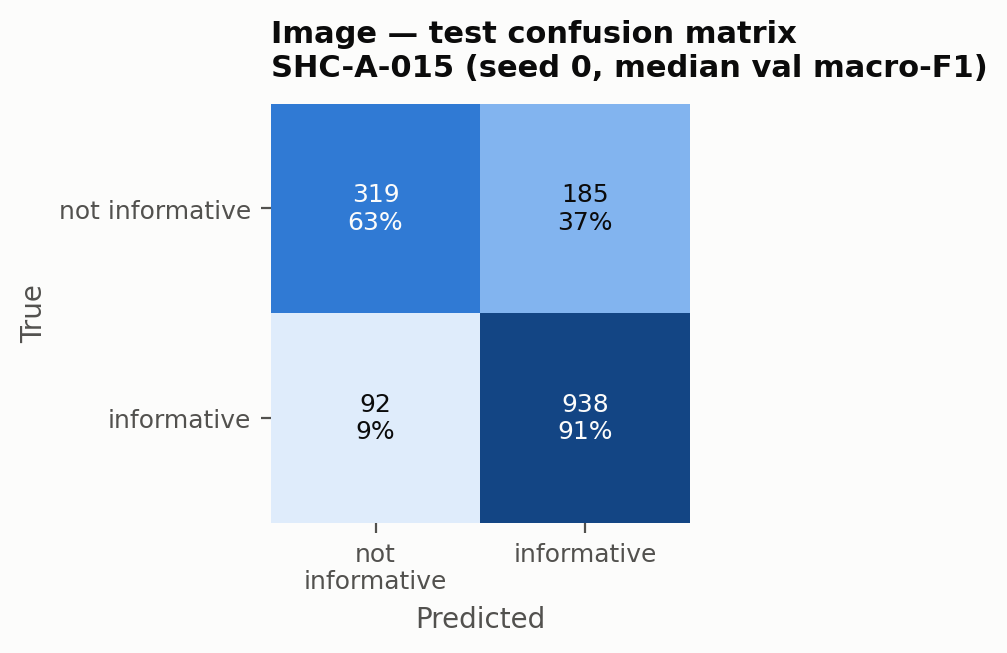 Image — test confusion matrix
SHC-A-015 (seed 0, median val macro-F1)
True
not informative
319
63%
185
37%
informative
92
9%
938
91%
not
informative
informative
Predicted